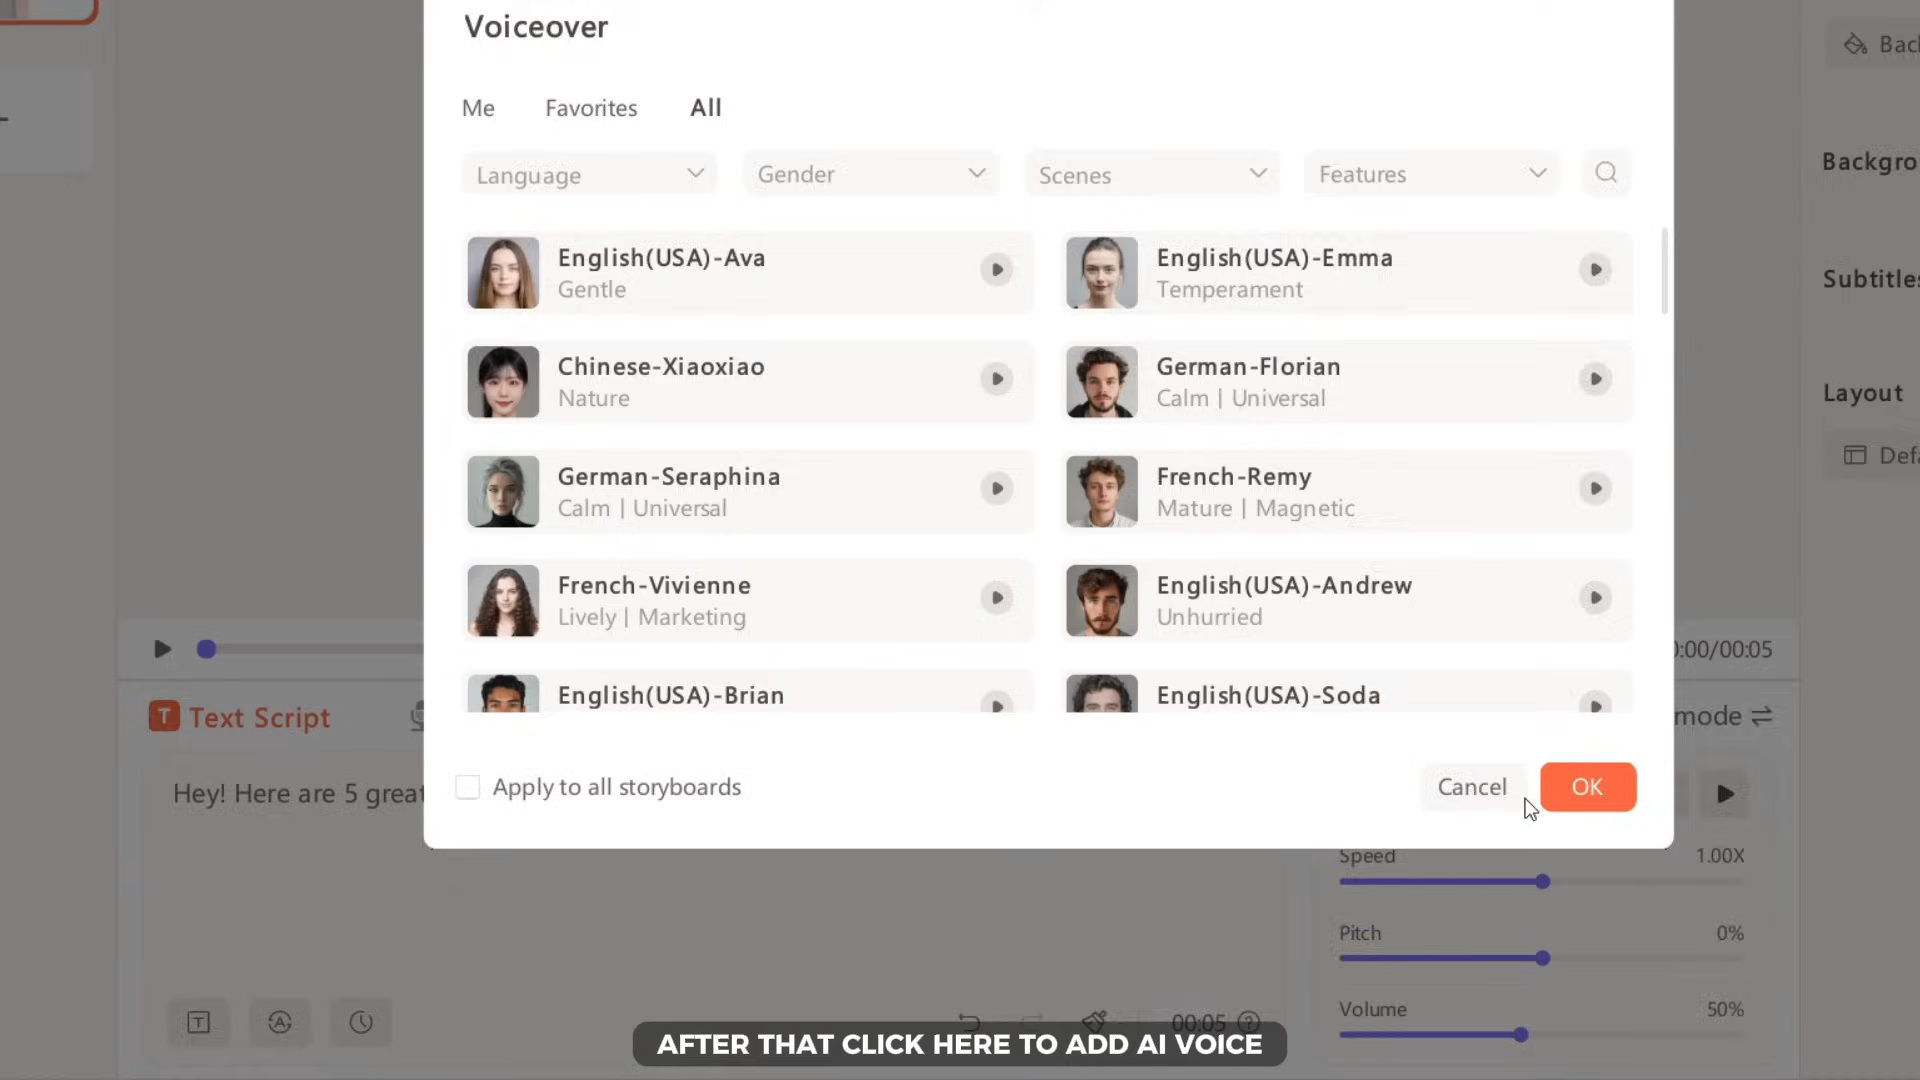 Voiceover
Me Favorites All
Language Gender Scenes Features
English(USA)-Ava
Gentle
English(USA)-Emma
Temperament
Chinese-Xiaoxiao
Nature
German-Florian
Calm | Universal
German-Seraphina
Calm | Universal
French-Remy
Mature | Magnetic
French-Vivienne
Lively | Marketing
English(USA)-Andrew
Unhurried
English(USA)-Brian
English(USA)-Soda
Apply to all storyboards
Cancel OK
Subtitles
Layout
:00/00:05
T Text Script
mode
Hey! Here are 5 great
Speed 1.00X
Pitch 0%
Volume 50%
00:05
AFTER THAT CLICK HERE TO ADD AI VOICE